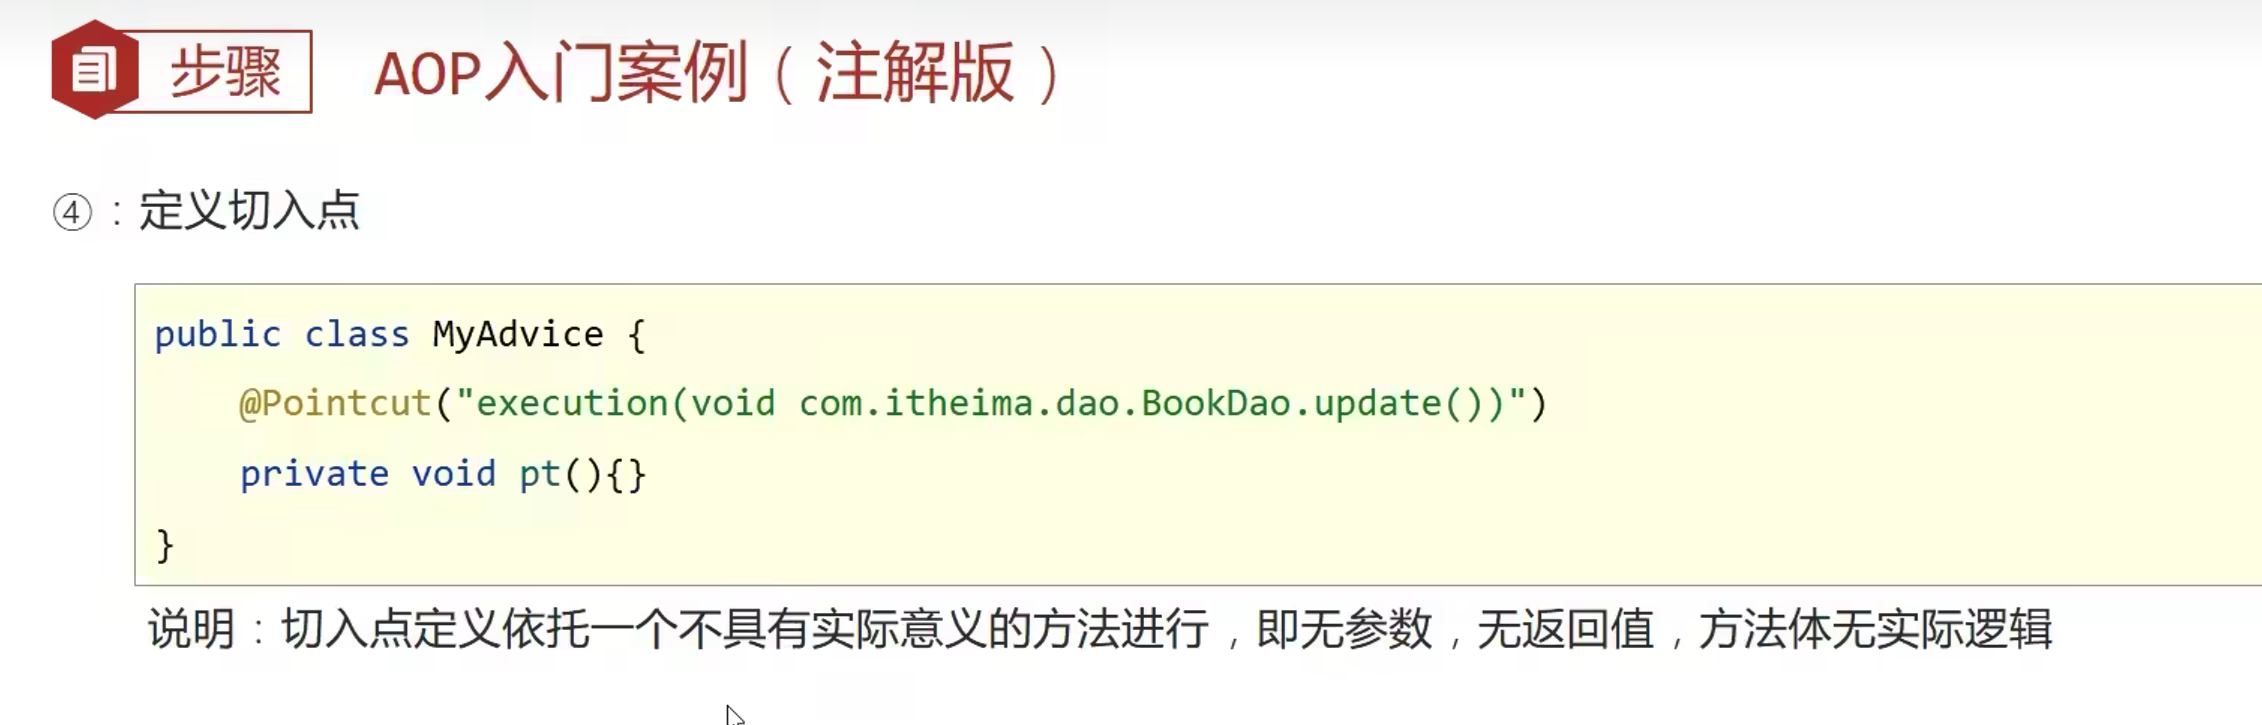 步骤 AOP入门案例（注解版）
④：定义切入点
public class MyAdvice {
    @Pointcut("execution(void com.itheima.dao.BookDao.update())")
    private void pt(){}
}
说明：切入点定义依托一个不具有实际意义的方法进行，即无参数，无返回值，方法体无实际逻辑